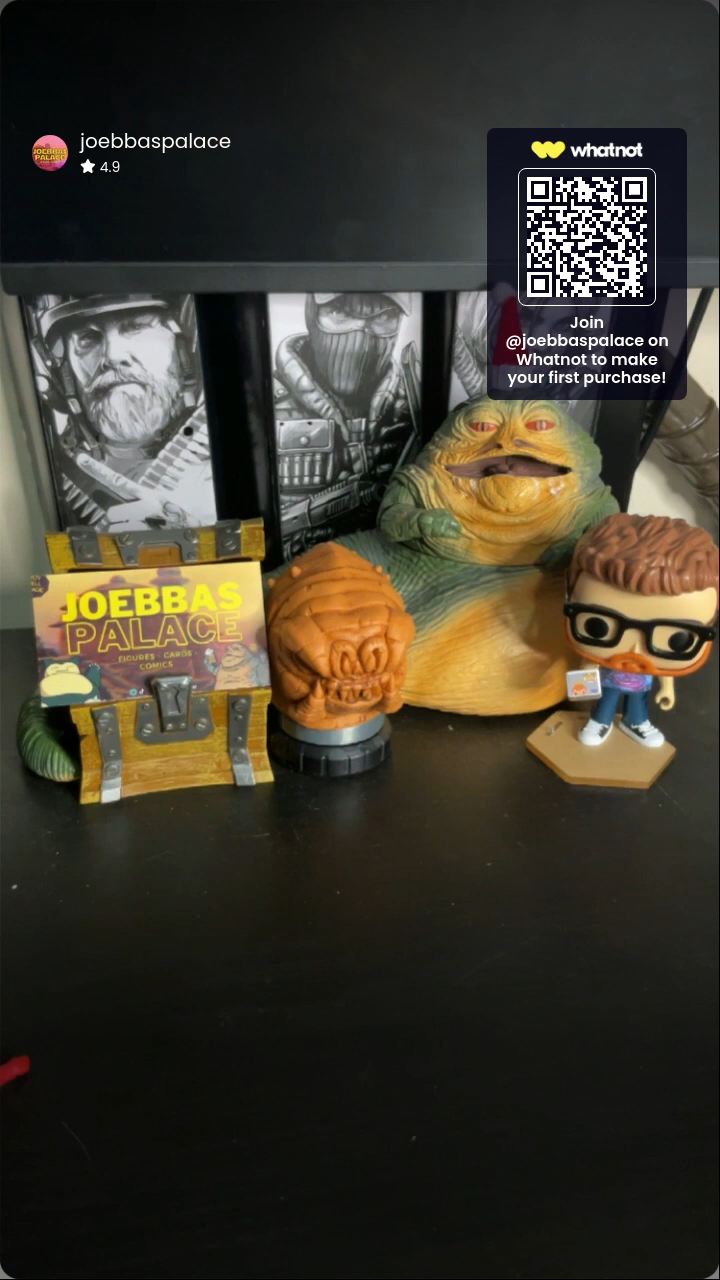 joebbaspalace
4.9
whatnot
Join
@joebbaspalace on
Whatnot to make
your first purchase!
JOEBBAS
PALACE
FIGURES - CARDS -
COMICS